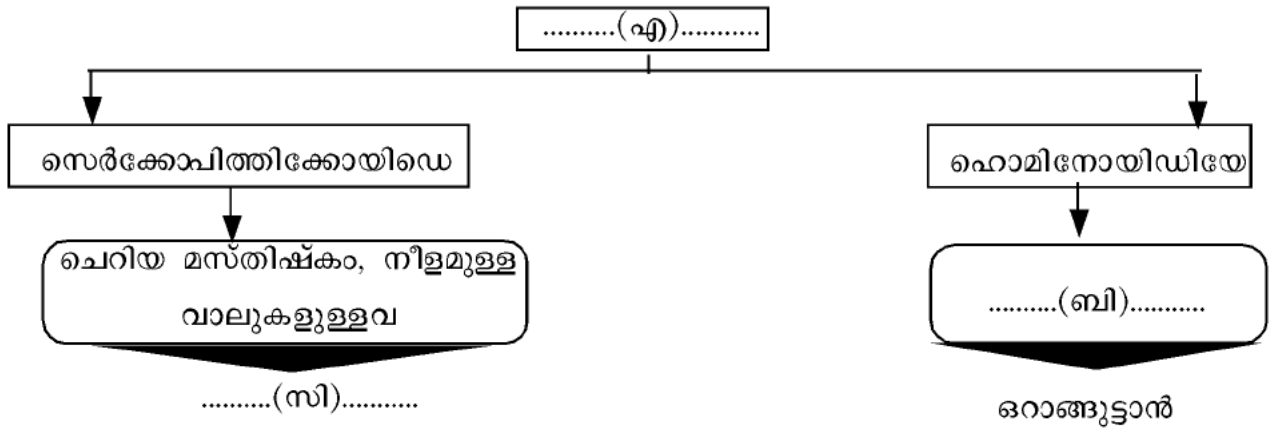 ..........(എ)...........
സെർക്കോപിത്തിക്കോയിഡെ
ഹൊമിനോയിഡിയേ
ചെറിയ മസ്തിഷ്കം, നീളമുള്ള
വാലുകളുള്ളവ
..........(ബി)...........
..........(സി)...........
ഒറാങ്ങുട്ടാൻ